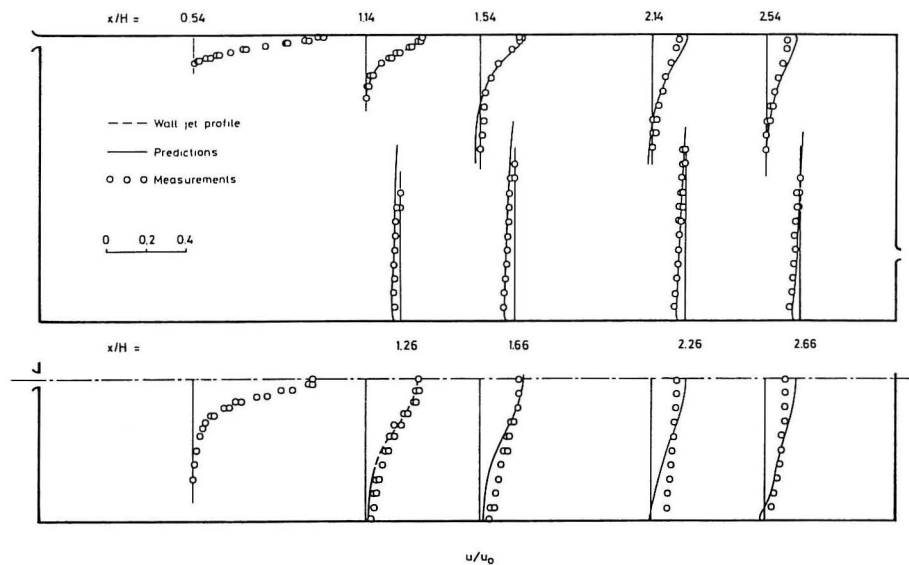 x/H = 0.54 1.14 1.54 2.14 2.54
--- Wall jet profile
— Predictions
o o o Measurements
0 0.2 0.4
x/H = 1.26 1.66 2.26 2.66
u/u₀